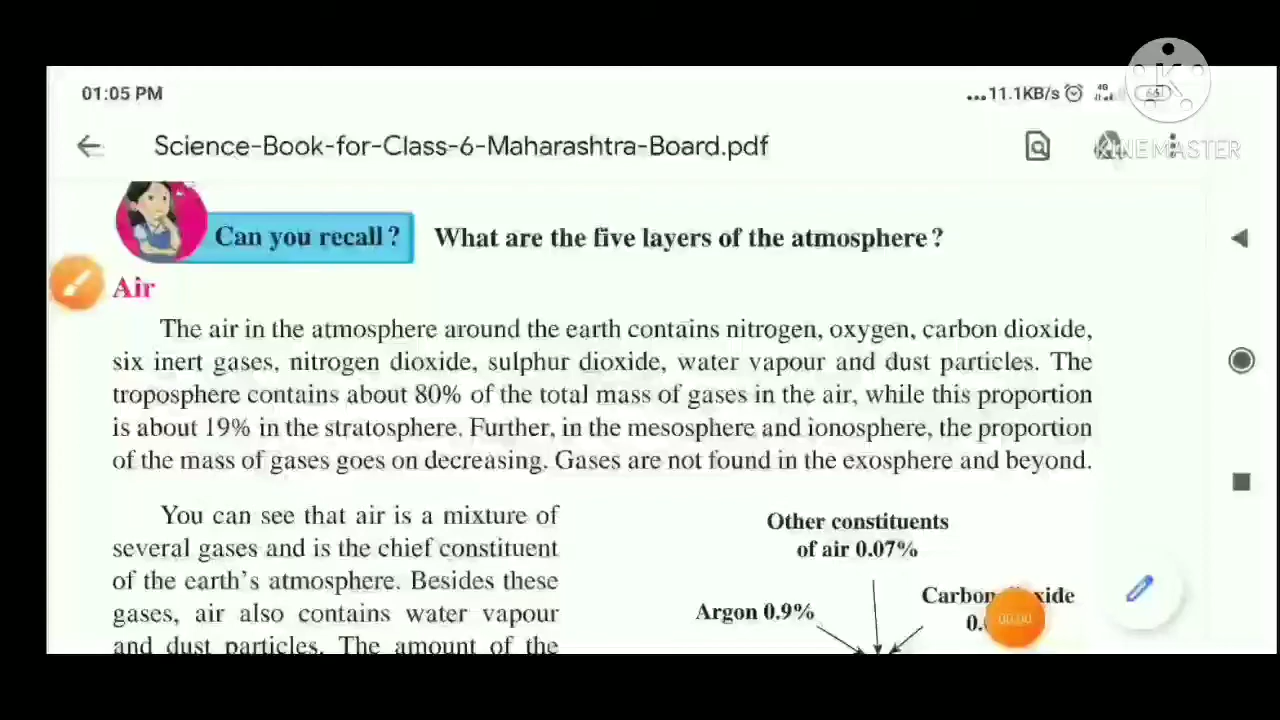 01:05 PM
...11.1KB/s 4G 66
Science-Book-for-Class-6-Maharashtra-Board.pdf
KINEMASTER
Can you recall? What are the five layers of the atmosphere?
Air
The air in the atmosphere around the earth contains nitrogen, oxygen, carbon dioxide,
six inert gases, nitrogen dioxide, sulphur dioxide, water vapour and dust particles. The
troposphere contains about 80% of the total mass of gases in the air, while this proportion
is about 19% in the stratosphere. Further, in the mesosphere and ionosphere, the proportion
of the mass of gases goes on decreasing. Gases are not found in the exosphere and beyond.
You can see that air is a mixture of
several gases and is the chief constituent
of the earth's atmosphere. Besides these
gases, air also contains water vapour
and dust particles. The amount of the
Other constituents
of air 0.07%
Argon 0.9%
Carbon
0.
00:00